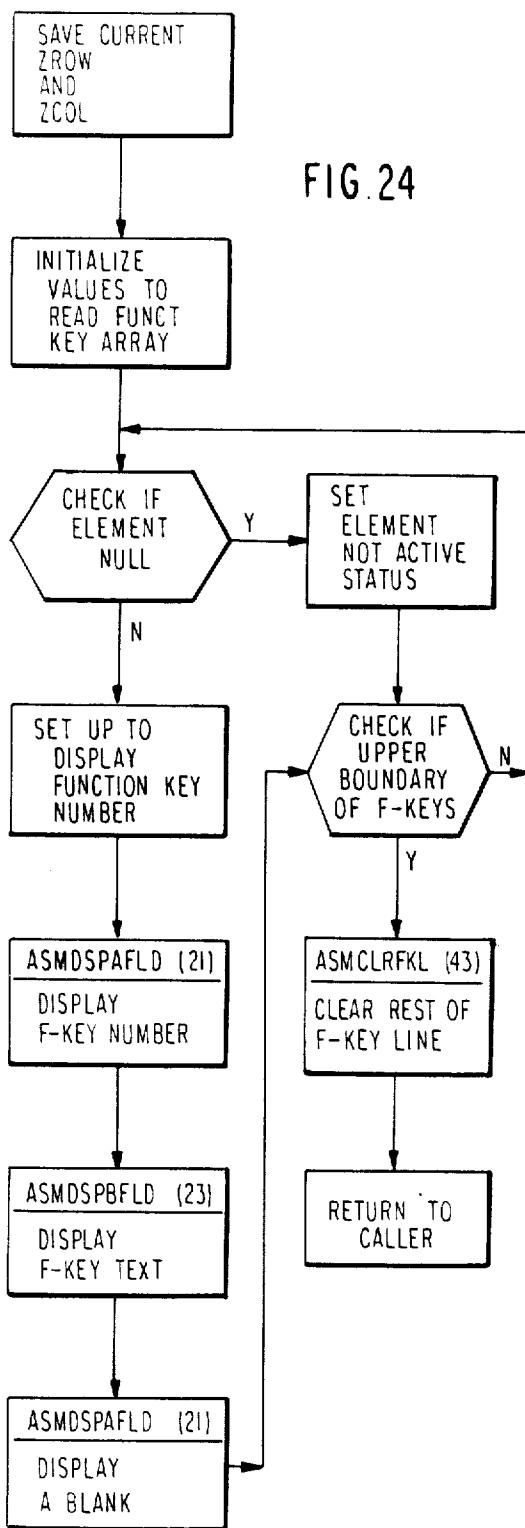 SAVE CURRENT
ZROW
AND
ZCOL
FIG. 24
INITIALIZE
VALUES TO
READ FUNCT
KEY ARRAY
CHECK IF
ELEMENT
NULL
Y
N
SET
ELEMENT
NOT ACTIVE
STATUS
SET UP TO
DISPLAY
FUNCTION KEY
NUMBER
CHECK IF
UPPER
BOUNDARY
OF F-KEYS
N
Y
ASMDSPAFLD (21)
DISPLAY
F-KEY NUMBER
ASMCLRFKL (43)
CLEAR REST OF
F-KEY LINE
ASMDSPBFLD (23)
DISPLAY
F-KEY TEXT
RETURN TO
CALLER
ASMDSPAFLD (21)
DISPLAY
A BLANK